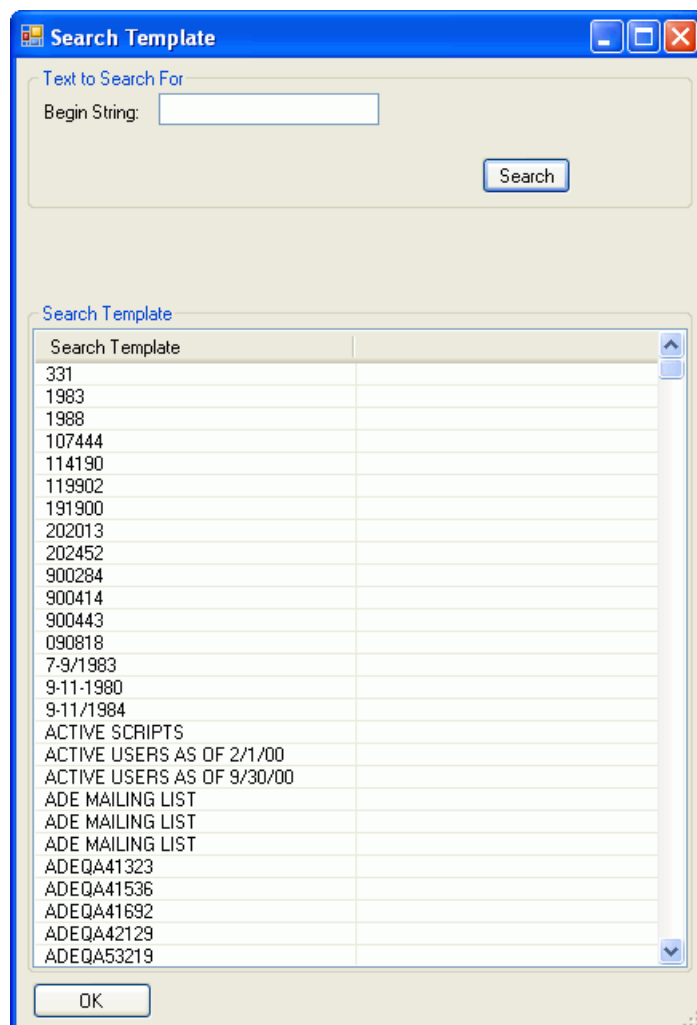 Search Template
Text to Search For
Begin String:
Search
Search Template
Search Template
331
1983
1988
107444
114190
119902
191900
202013
202452
900284
900414
900443
090818
7-9/1983
9-11-1980
9-11/1984
ACTIVE SCRIPTS
ACTIVE USERS AS OF 2/1/00
ACTIVE USERS AS OF 9/30/00
ADE MAILING LIST
ADE MAILING LIST
ADE MAILING LIST
ADEQA41323
ADEQA41536
ADEQA41692
ADEQA42129
ADEQA53219
OK